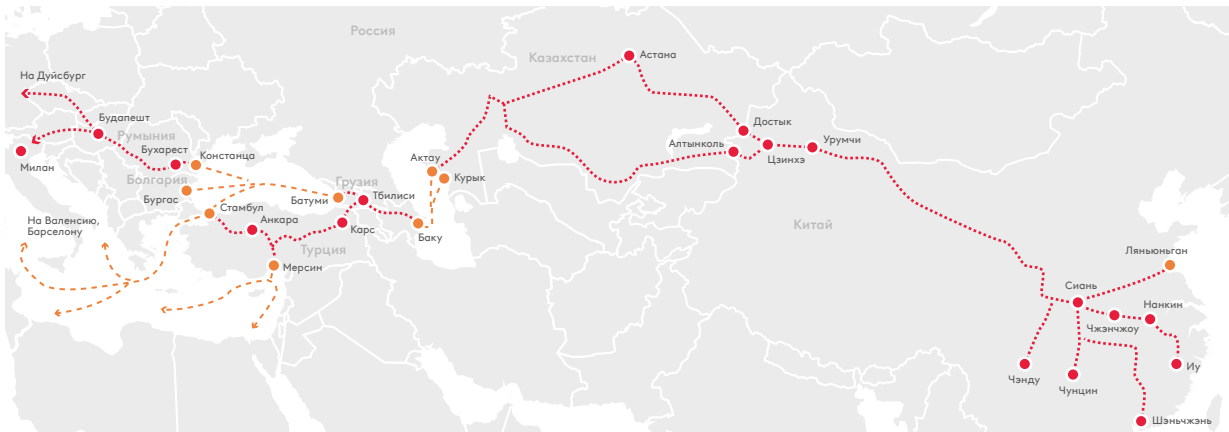 Россия
Казахстан
Астана
На Дуйсбург
Будапешт
Румыния
Достык
Урумчи
Бухарест
Констанца
Алтынколь
Цзинхэ
Милан
Актау
Курык
Болгария
Грузия
Тбилиси
Бургас
Батуми
Стамбул
На Валенсию,
Барселону
Анкара
Карс
Баку
Китай
Турция
Мерсин
Ляньюньган
Сиань
Нанкин
Чжэнчжоу
Чэнду
Чунцин
Иу
Шэньчжэнь